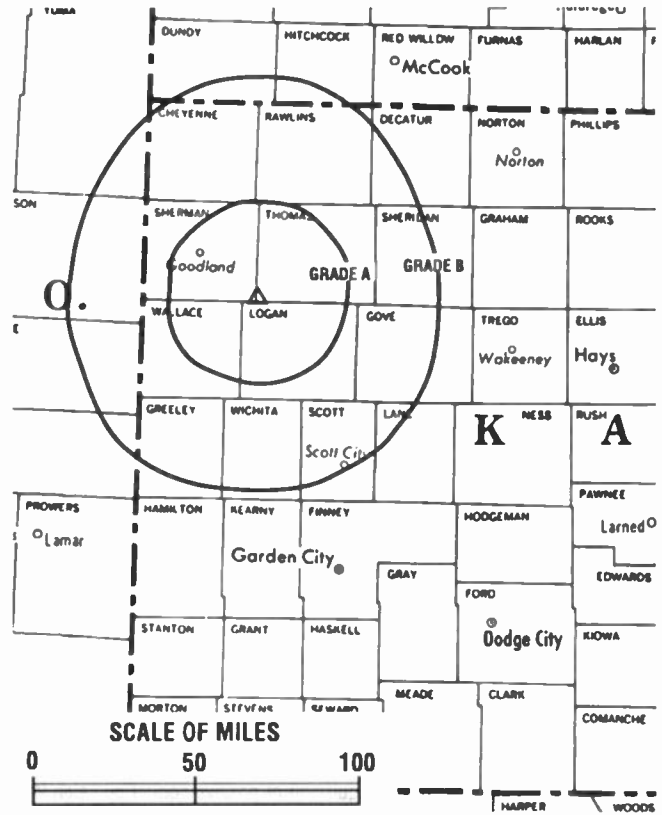 YUMA
DUNDY
HITCHCOCK
RED WILLOW
FURNAS
HARLAN
McCook
CHEYENNE
RAWLINS
DECATUR
NORTON
PHILLIPS
Norton
SON
SHERMAN
THOMAS
SHERIDAN
GRAHAM
ROOKS
Goodland
GRADE A
GRADE B
O.
WALLACE
LOGAN
GOVE
TREGO
ELLIS
E
Wakeeney
Hays
GREELEY
WICHITA
SCOTT
LANE
K
NESS
RUSH
A
Scott City
PAWNEE
PROWERS
HAMILTON
KEARNY
FINNEY
HODGEMAN
Larned
Lamar
Garden City
GRAY
EDWARDS
FORD
STANTON
GRANT
HASKELL
Dodge City
KIOWA
MEADE
CLARK
MORTON
STEVENS
SEWARD
COMANCHE
SCALE OF MILES
0 50 100
HARPER
WOODS